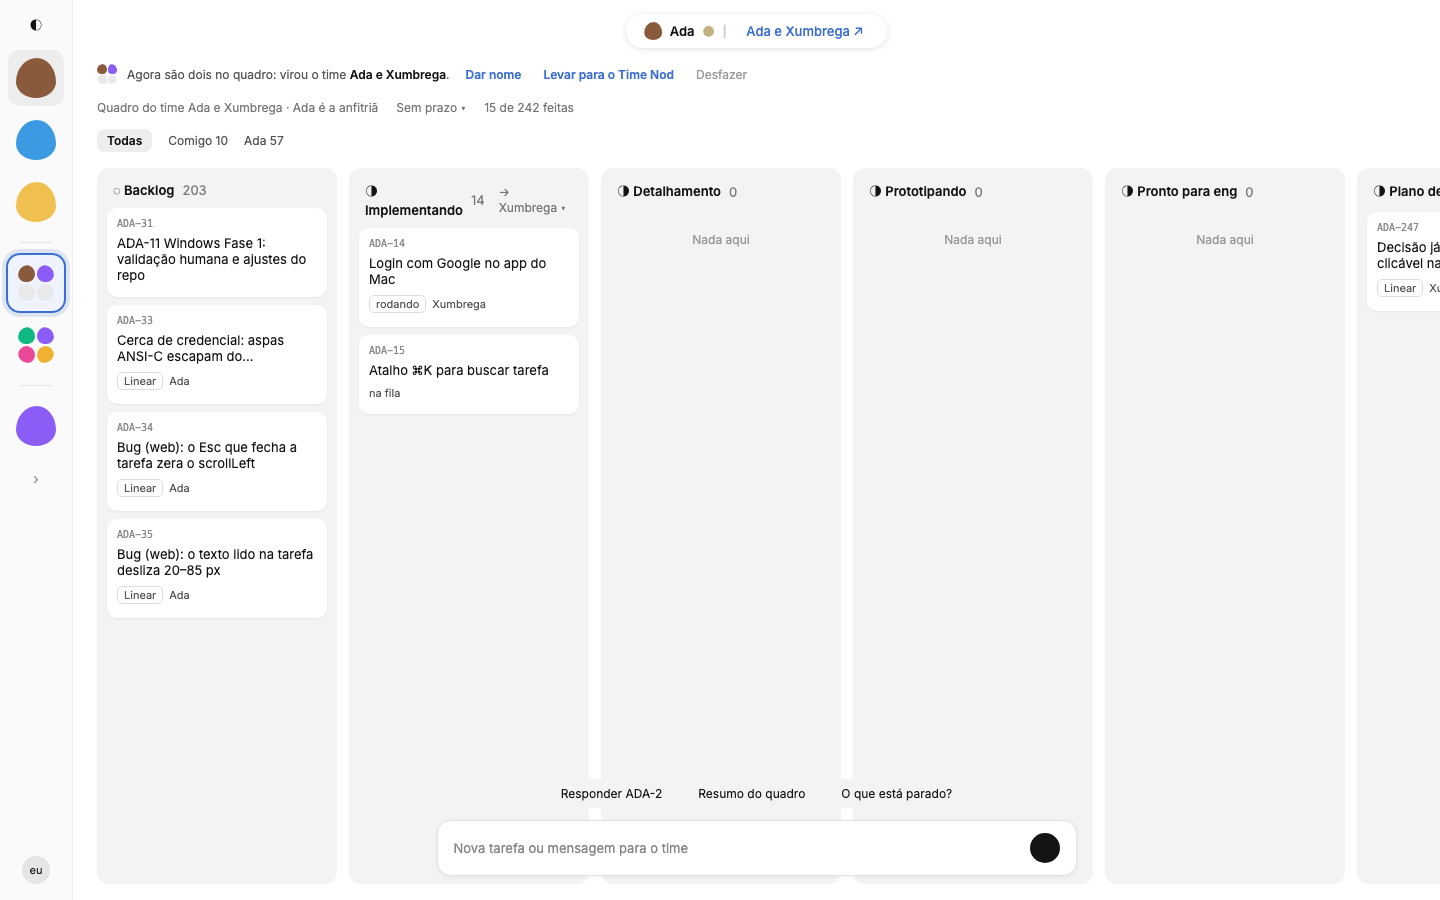 Ada
Ada e Xumbrega ↗
Agora são dois no quadro: virou o time Ada e Xumbrega. Dar nome Levar para o Time Nod Desfazer
Quadro do time Ada e Xumbrega · Ada é a anfitriã Sem prazo ▾ 15 de 242 feitas
Todas Comigo 10 Ada 57
Backlog 203
ADA-31
ADA-11 Windows Fase 1:
validação humana e ajustes do
repo
ADA-33
Cerca de credencial: aspas
ANSI-C escapam do...
Linear Ada
ADA-34
Bug (web): o Esc que fecha a
tarefa zera o scrollLeft
Linear Ada
ADA-35
Bug (web): o texto lido na tarefa
desliza 20–85 px
Linear Ada
Implementando 14 →
Xumbrega ▾
ADA-14
Login com Google no app do
Mac
rodando Xumbrega
ADA-15
Atalho ⌘K para buscar tarefa
na fila
Detalhamento 0
Nada aqui
Prototipando 0
Nada aqui
Pronto para eng 0
Nada aqui
Plano de
ADA-247
Decisão já
clicável na
Linear Xu
Responder ADA-2 Resumo do quadro O que está parado?
Nova tarefa ou mensagem para o time
eu